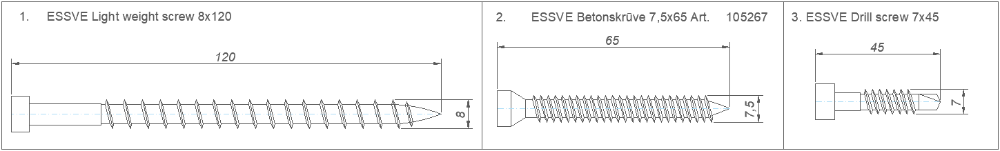 1. ESSVE Light weight screw 8x120
120
8
2. ESSVE Betonskrūve 7,5x65 Art. 105267
65
7,5
3. ESSVE Drill screw 7x45
45
7